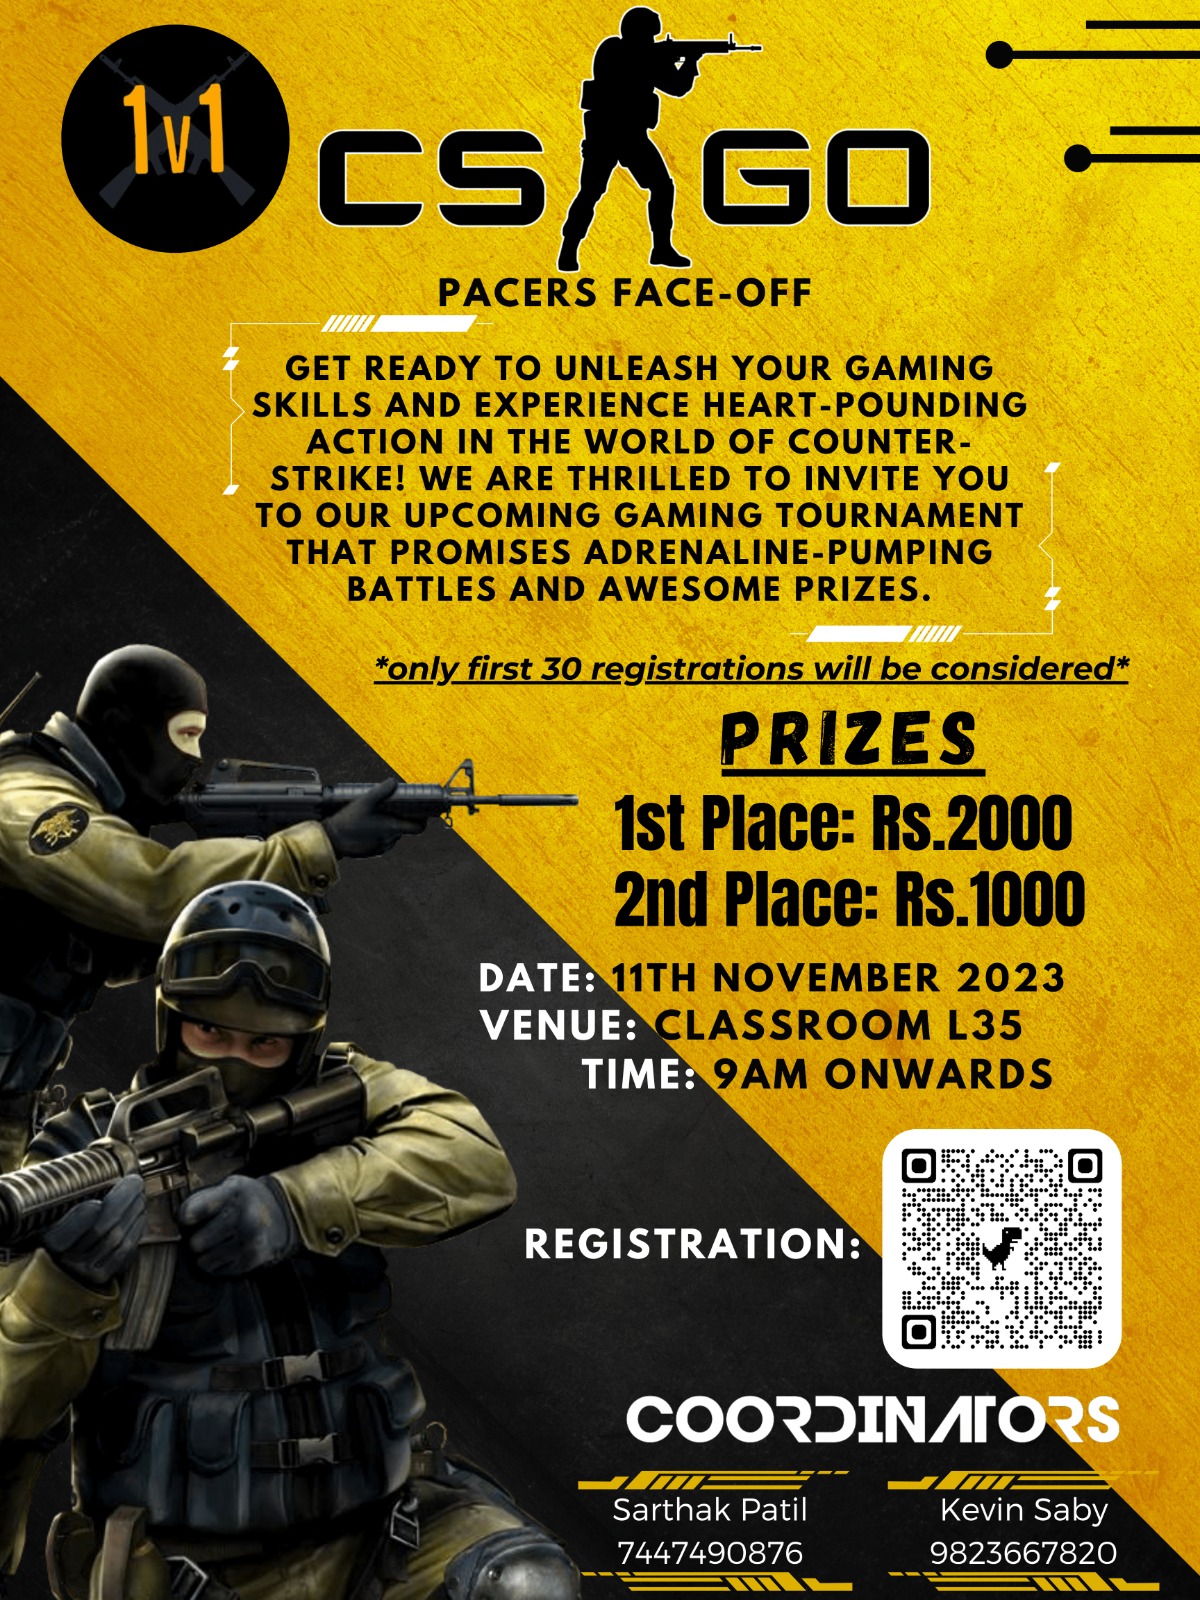 1v1
CS GO
PACERS FACE-OFF
GET READY TO UNLEASH YOUR GAMING
SKILLS AND EXPERIENCE HEART-POUNDING
ACTION IN THE WORLD OF COUNTER-
STRIKE! WE ARE THRILLED TO INVITE YOU
TO OUR UPCOMING GAMING TOURNAMENT
THAT PROMISES ADRENALINE-PUMPING
BATTLES AND AWESOME PRIZES.
*only first 30 registrations will be considered*
PRIZES
1st Place: Rs.2000
2nd Place: Rs.1000
DATE: 11TH NOVEMBER 2023
VENUE: CLASSROOM L35
TIME: 9AM ONWARDS
REGISTRATION:
COORDINATORS
Sarthak Patil
7447490876
Kevin Saby
9823667820